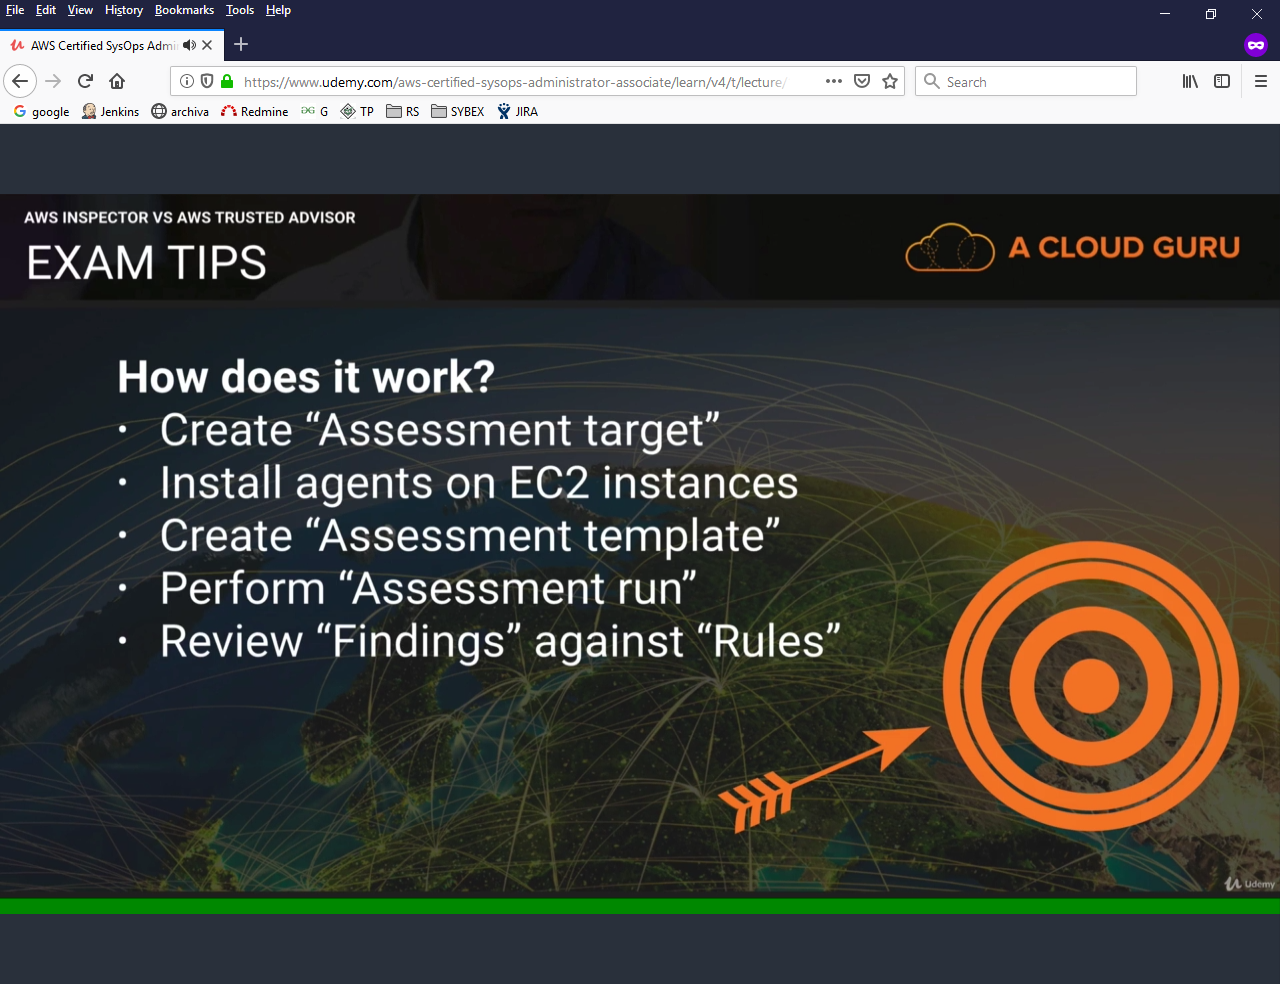 File Edit View History Bookmarks Tools Help
AWS Certified SysOps Admi
https://www.udemy.com/aws-certified-sysops-administrator-associate/learn/v4/t/lecture/
Search
google Jenkins archiva Redmine G TP RS SYBEX JIRA
AWS INSPECTOR VS AWS TRUSTED ADVISOR
EXAM TIPS
A CLOUD GURU
How does it work?
• Create “Assessment target”
• Install agents on EC2 instances
• Create “Assessment template”
• Perform “Assessment run”
• Review “Findings” against “Rules”
Udemy